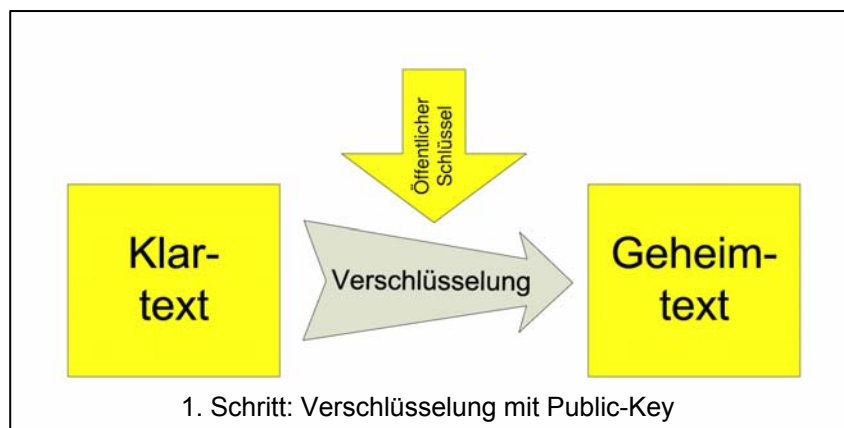 Öffentlicher
Schlüssel
Klar-
text
Verschlüsselung
Geheim-
text
1. Schritt: Verschlüsselung mit Public-Key